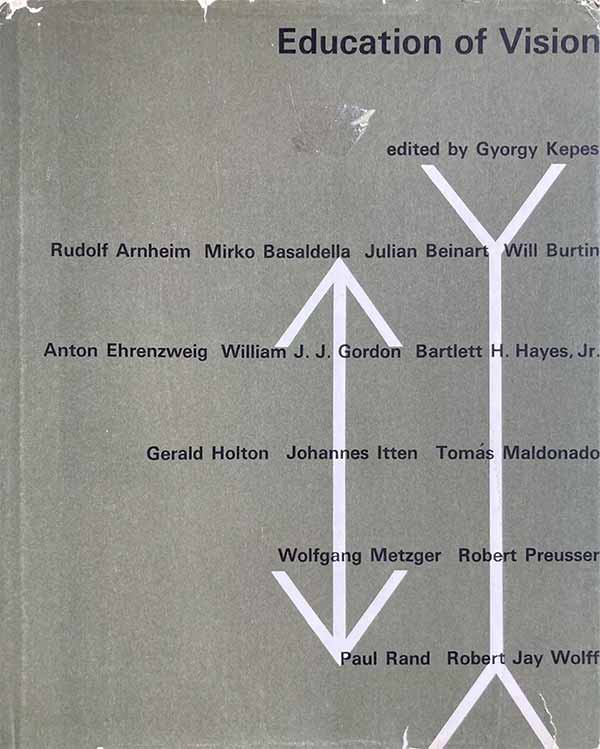 Education of Vision
edited by Gyorgy Kepes
Rudolf Arnheim Mirko Basaldella Julian Beinart Will Burtin
Anton Ehrenzweig William J. J. Gordon Bartlett H. Hayes, Jr.
Gerald Holton Johannes Itten Tomás Maldonado
Wolfgang Metzger Robert Preusser
Paul Rand Robert Jay Wolff